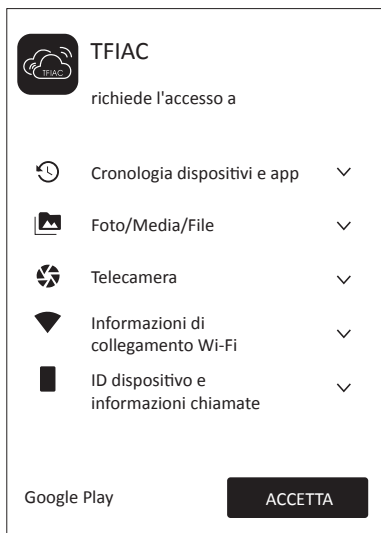 TFIAC
TFIAC
richiede l'accesso a
Cronologia dispositivi e app
Foto/Media/File
Telecamera
Informazioni di
collegamento Wi-Fi
ID dispositivo e
informazioni chiamate
Google Play
ACCETTA